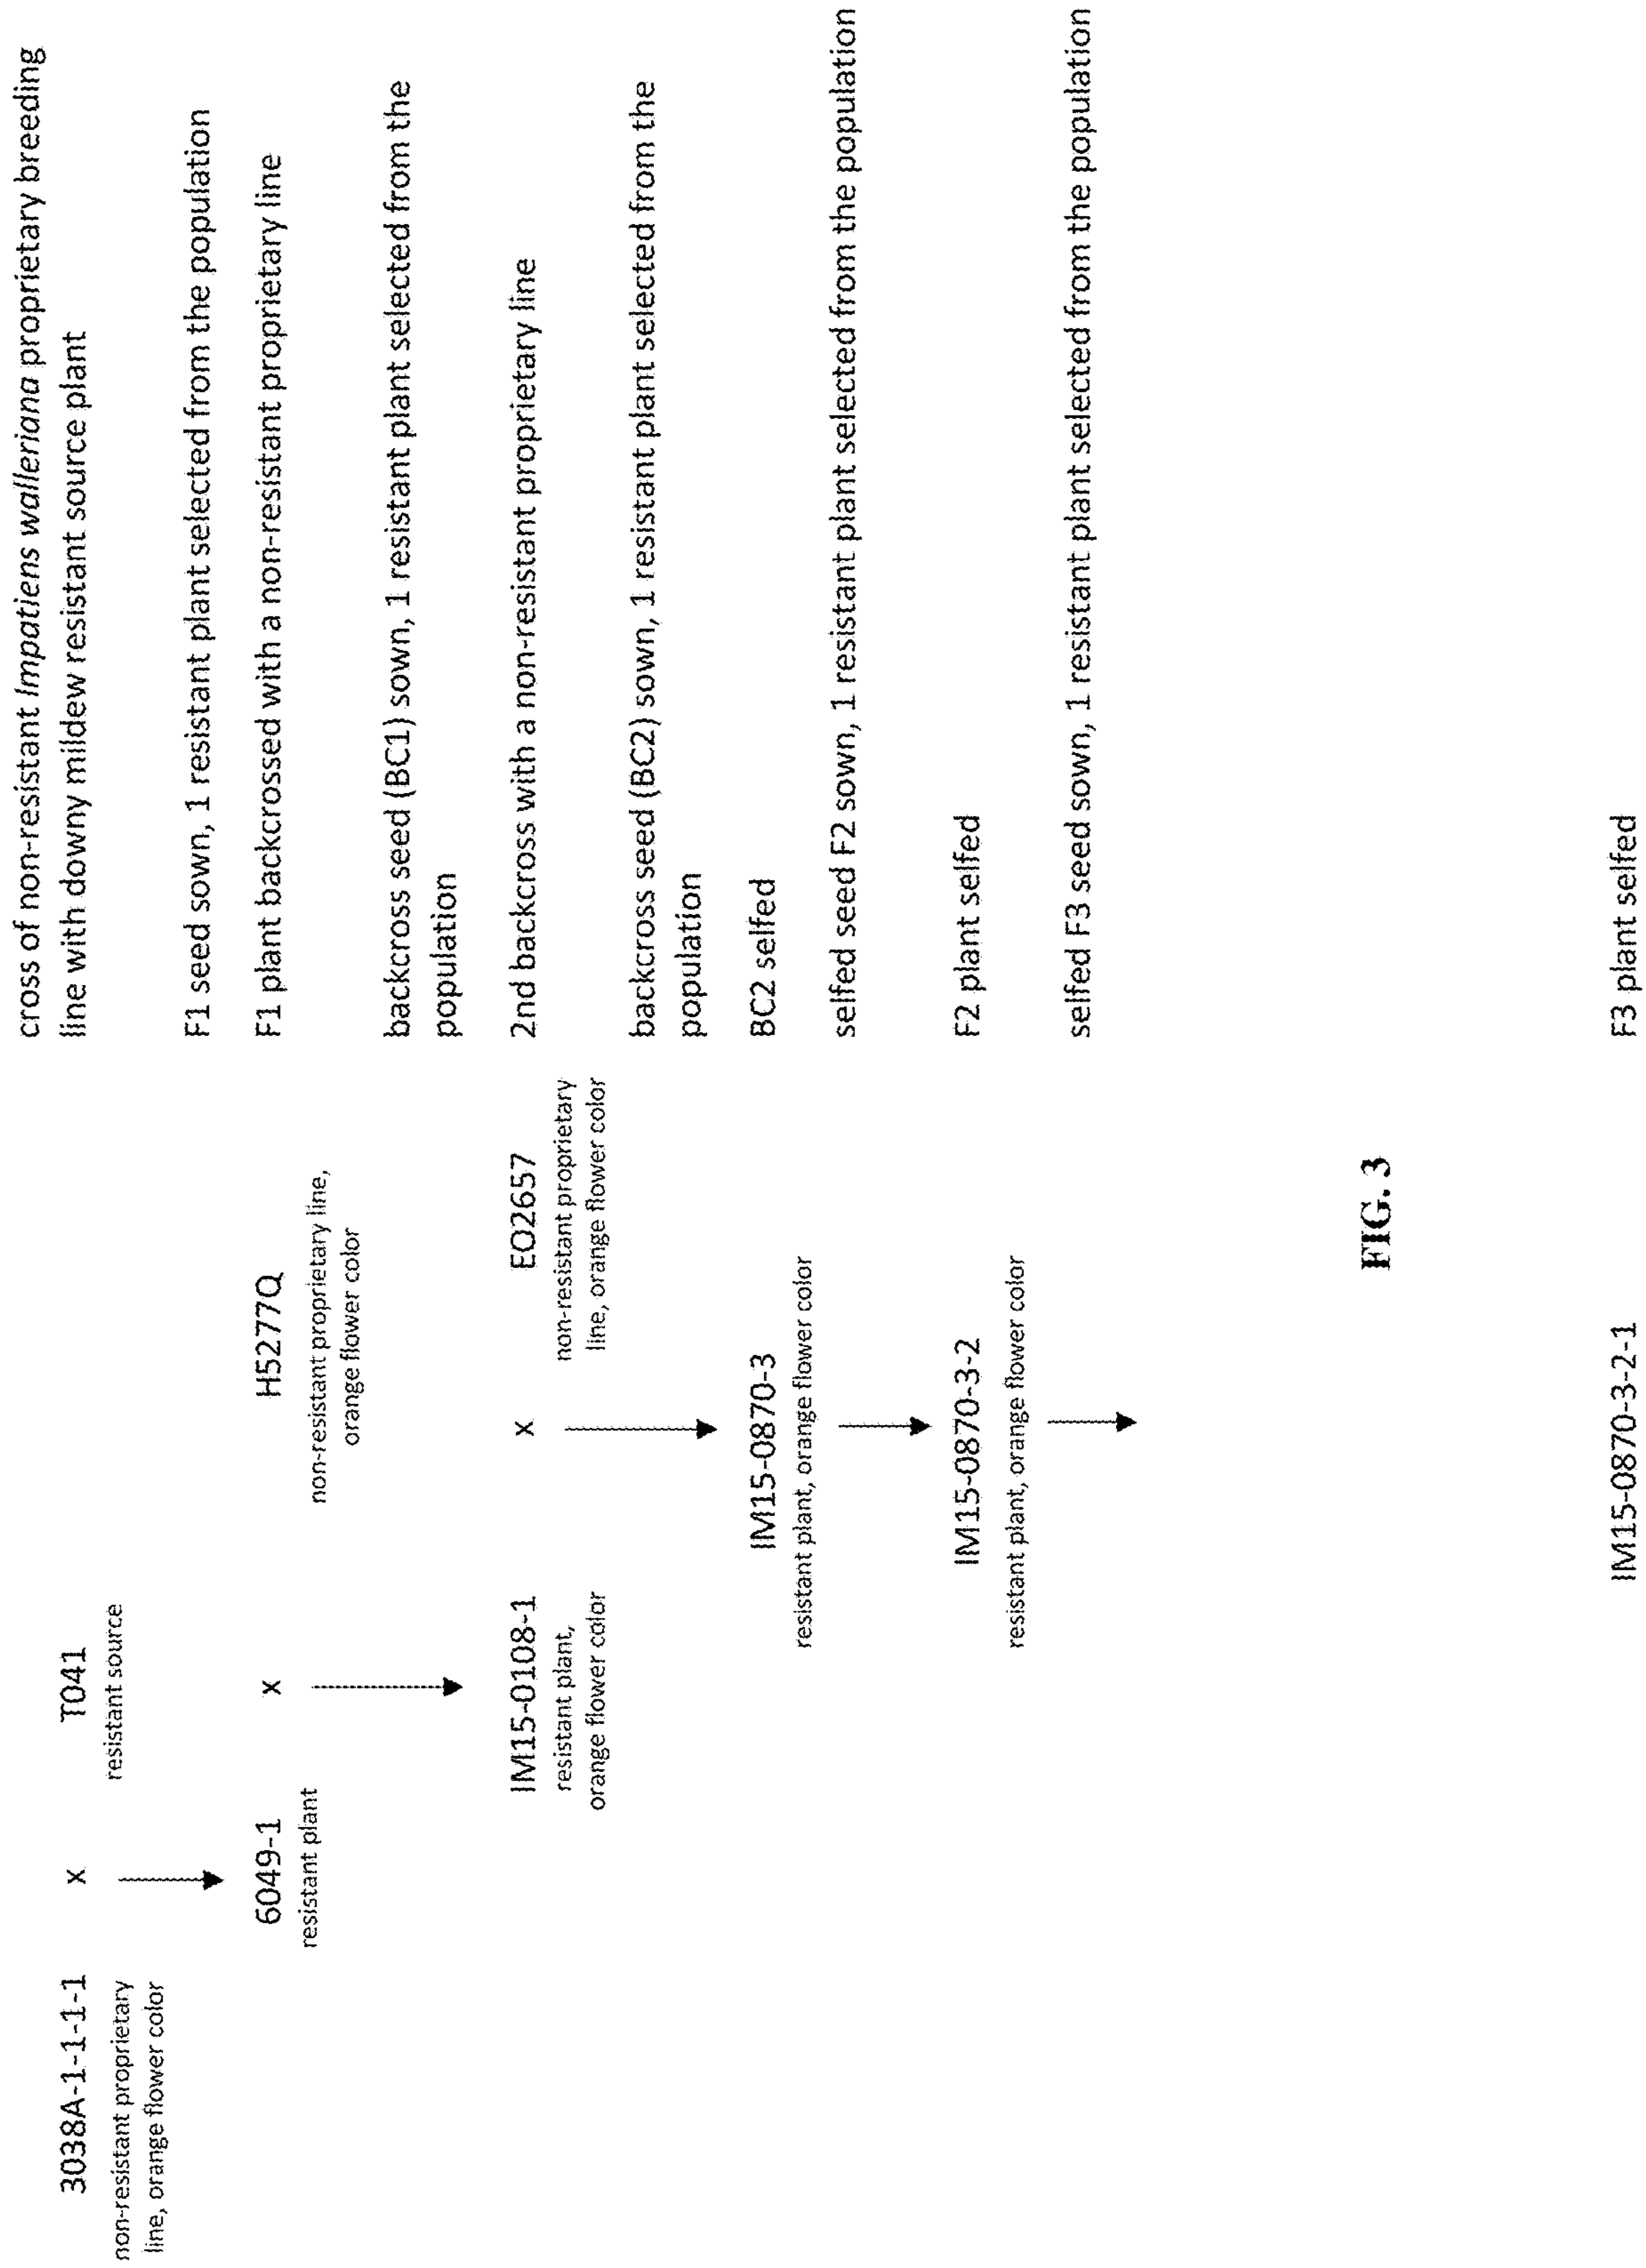 3038A-1-1-1-1
x
T041
cross of non-resistant Impatiens walleriana proprietary breeding
line with downy mildew resistant source plant
non-resistant proprietary
line, orange flower color
resistant source
F1 seed sown, 1 resistant plant selected from the population
6049-1
x
H5277Q
F1 plant backcrossed with a non-resistant proprietary line
resistant plant
non-resistant proprietary line,
orange flower color
backcross seed (BC1) sown, 1 resistant plant selected from the
population
IM15-0108-1
x
EO2657
2nd backcross with a non-resistant proprietary line
resistant plant,
orange flower color
non-resistant proprietary
line, orange flower color
backcross seed (BC2) sown, 1 resistant plant selected from the
population
IM15-0870-3
BC2 selfed
resistant plant, orange flower color
selfed seed F2 sown, 1 resistant plant selected from the population
IM15-0870-3-2
F2 plant selfed
resistant plant, orange flower color
selfed F3 seed sown, 1 resistant plant selected from the population
FIG. 3
IM15-0870-3-2-1
F3 plant selfed